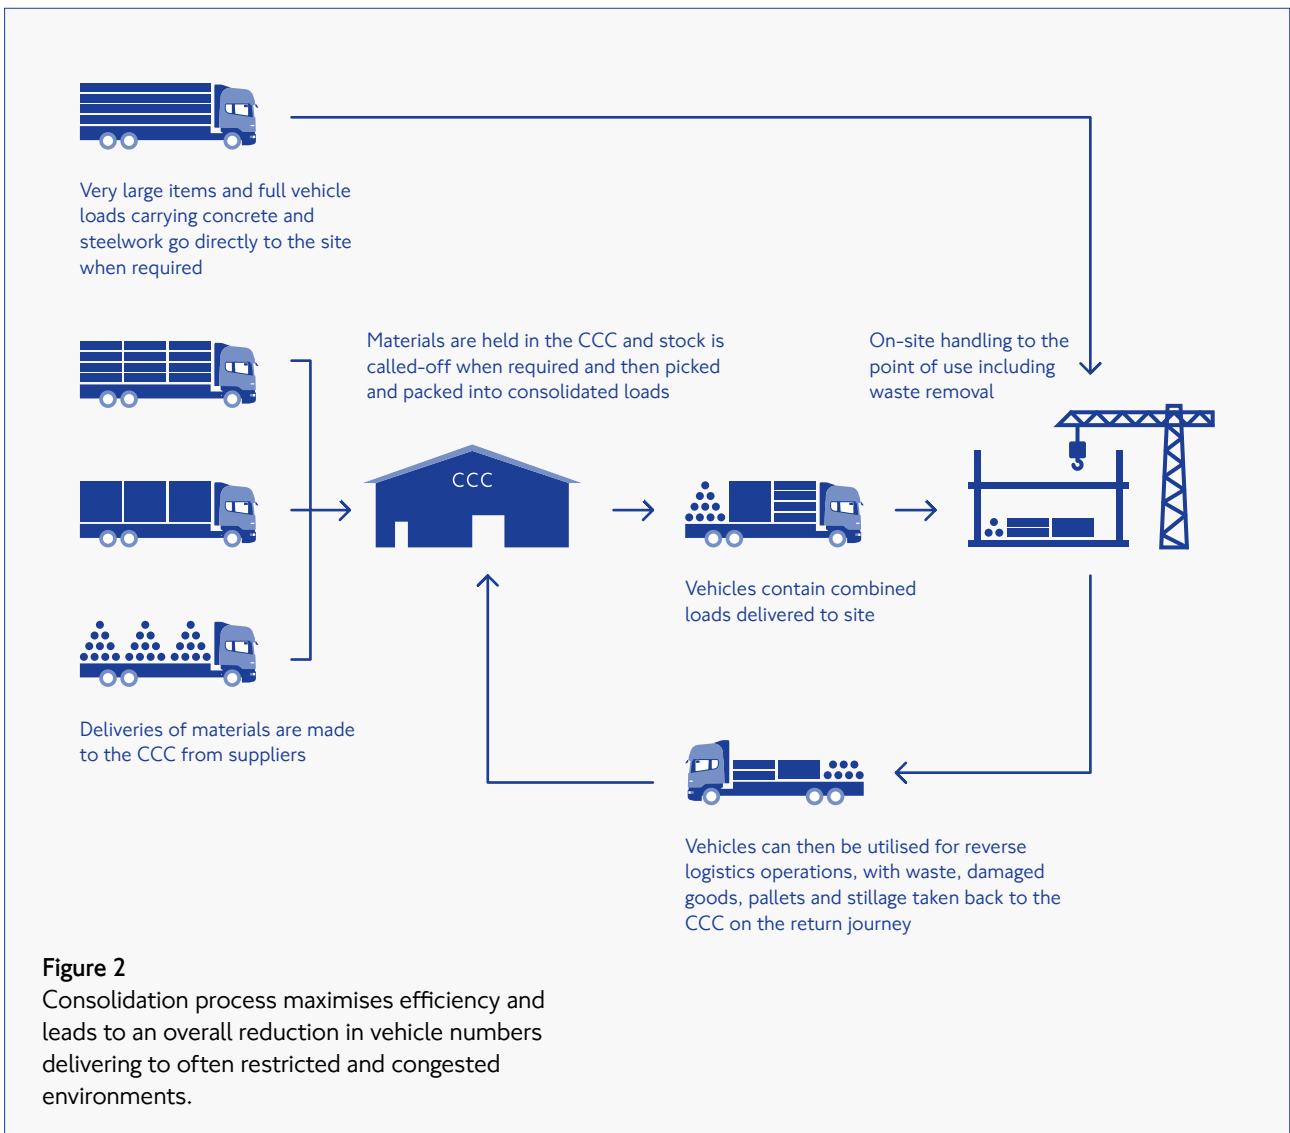 Very large items and full vehicle
loads carrying concrete and
steelwork go directly to the site
when required
Materials are held in the CCC and stock is
called-off when required and then picked
and packed into consolidated loads
On-site handling to the
point of use including
waste removal
CCC
Vehicles contain combined
loads delivered to site
Deliveries of materials are made
to the CCC from suppliers
Vehicles can then be utilised for reverse
logistics operations, with waste, damaged
goods, pallets and stillage taken back to the
CCC on the return journey
Figure 2
Consolidation process maximises efficiency and
leads to an overall reduction in vehicle numbers
delivering to often restricted and congested
environments.